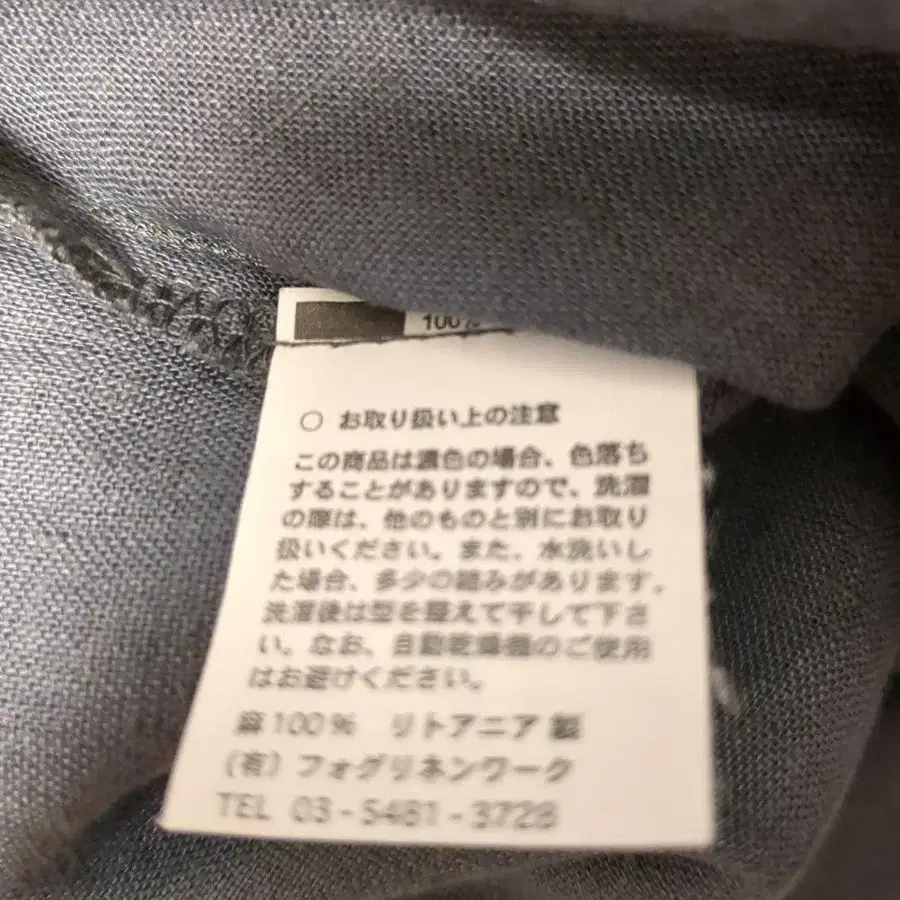 100%
○ お取り扱い上の注意
この商品は濃色の場合、色落ち
することがありますので、洗濯
の際は、他のものと別にお取り
扱いください。また、水洗いし
た場合、多少の縮みがあります。
洗濯後は型を整えて干して下さ
い。なお、自動乾燥機のご使用
はお避けください。
麻100% リトアニア製
(有)フォグリネンワーク
TEL 03-5481-3728